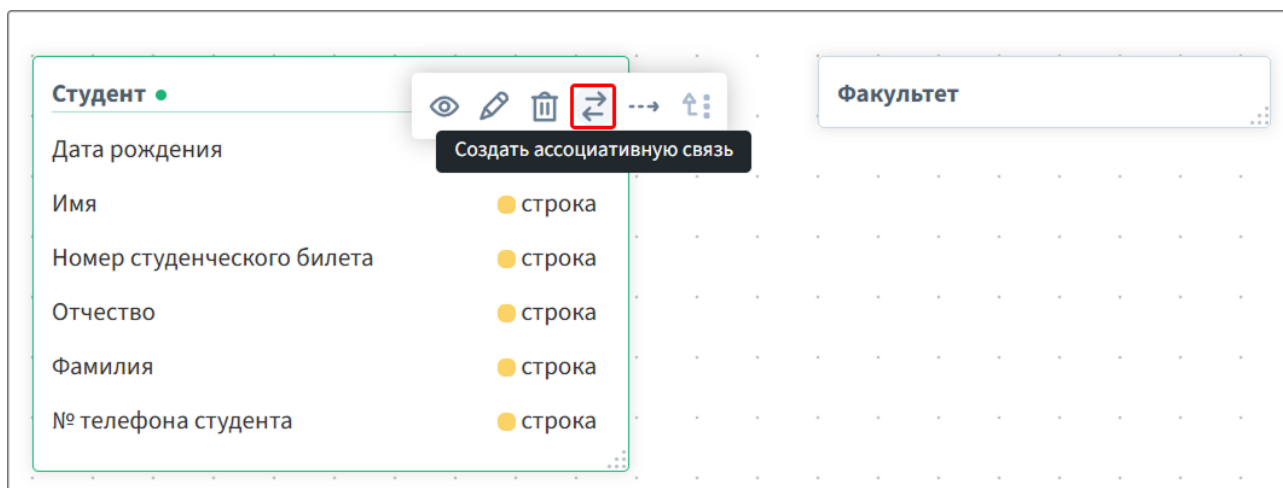 Студент
Факультет
Создать ассоциативную связь
Дата рождения
Имя строка
Номер студенческого билета строка
Отчество строка
Фамилия строка
№ телефона студента строка